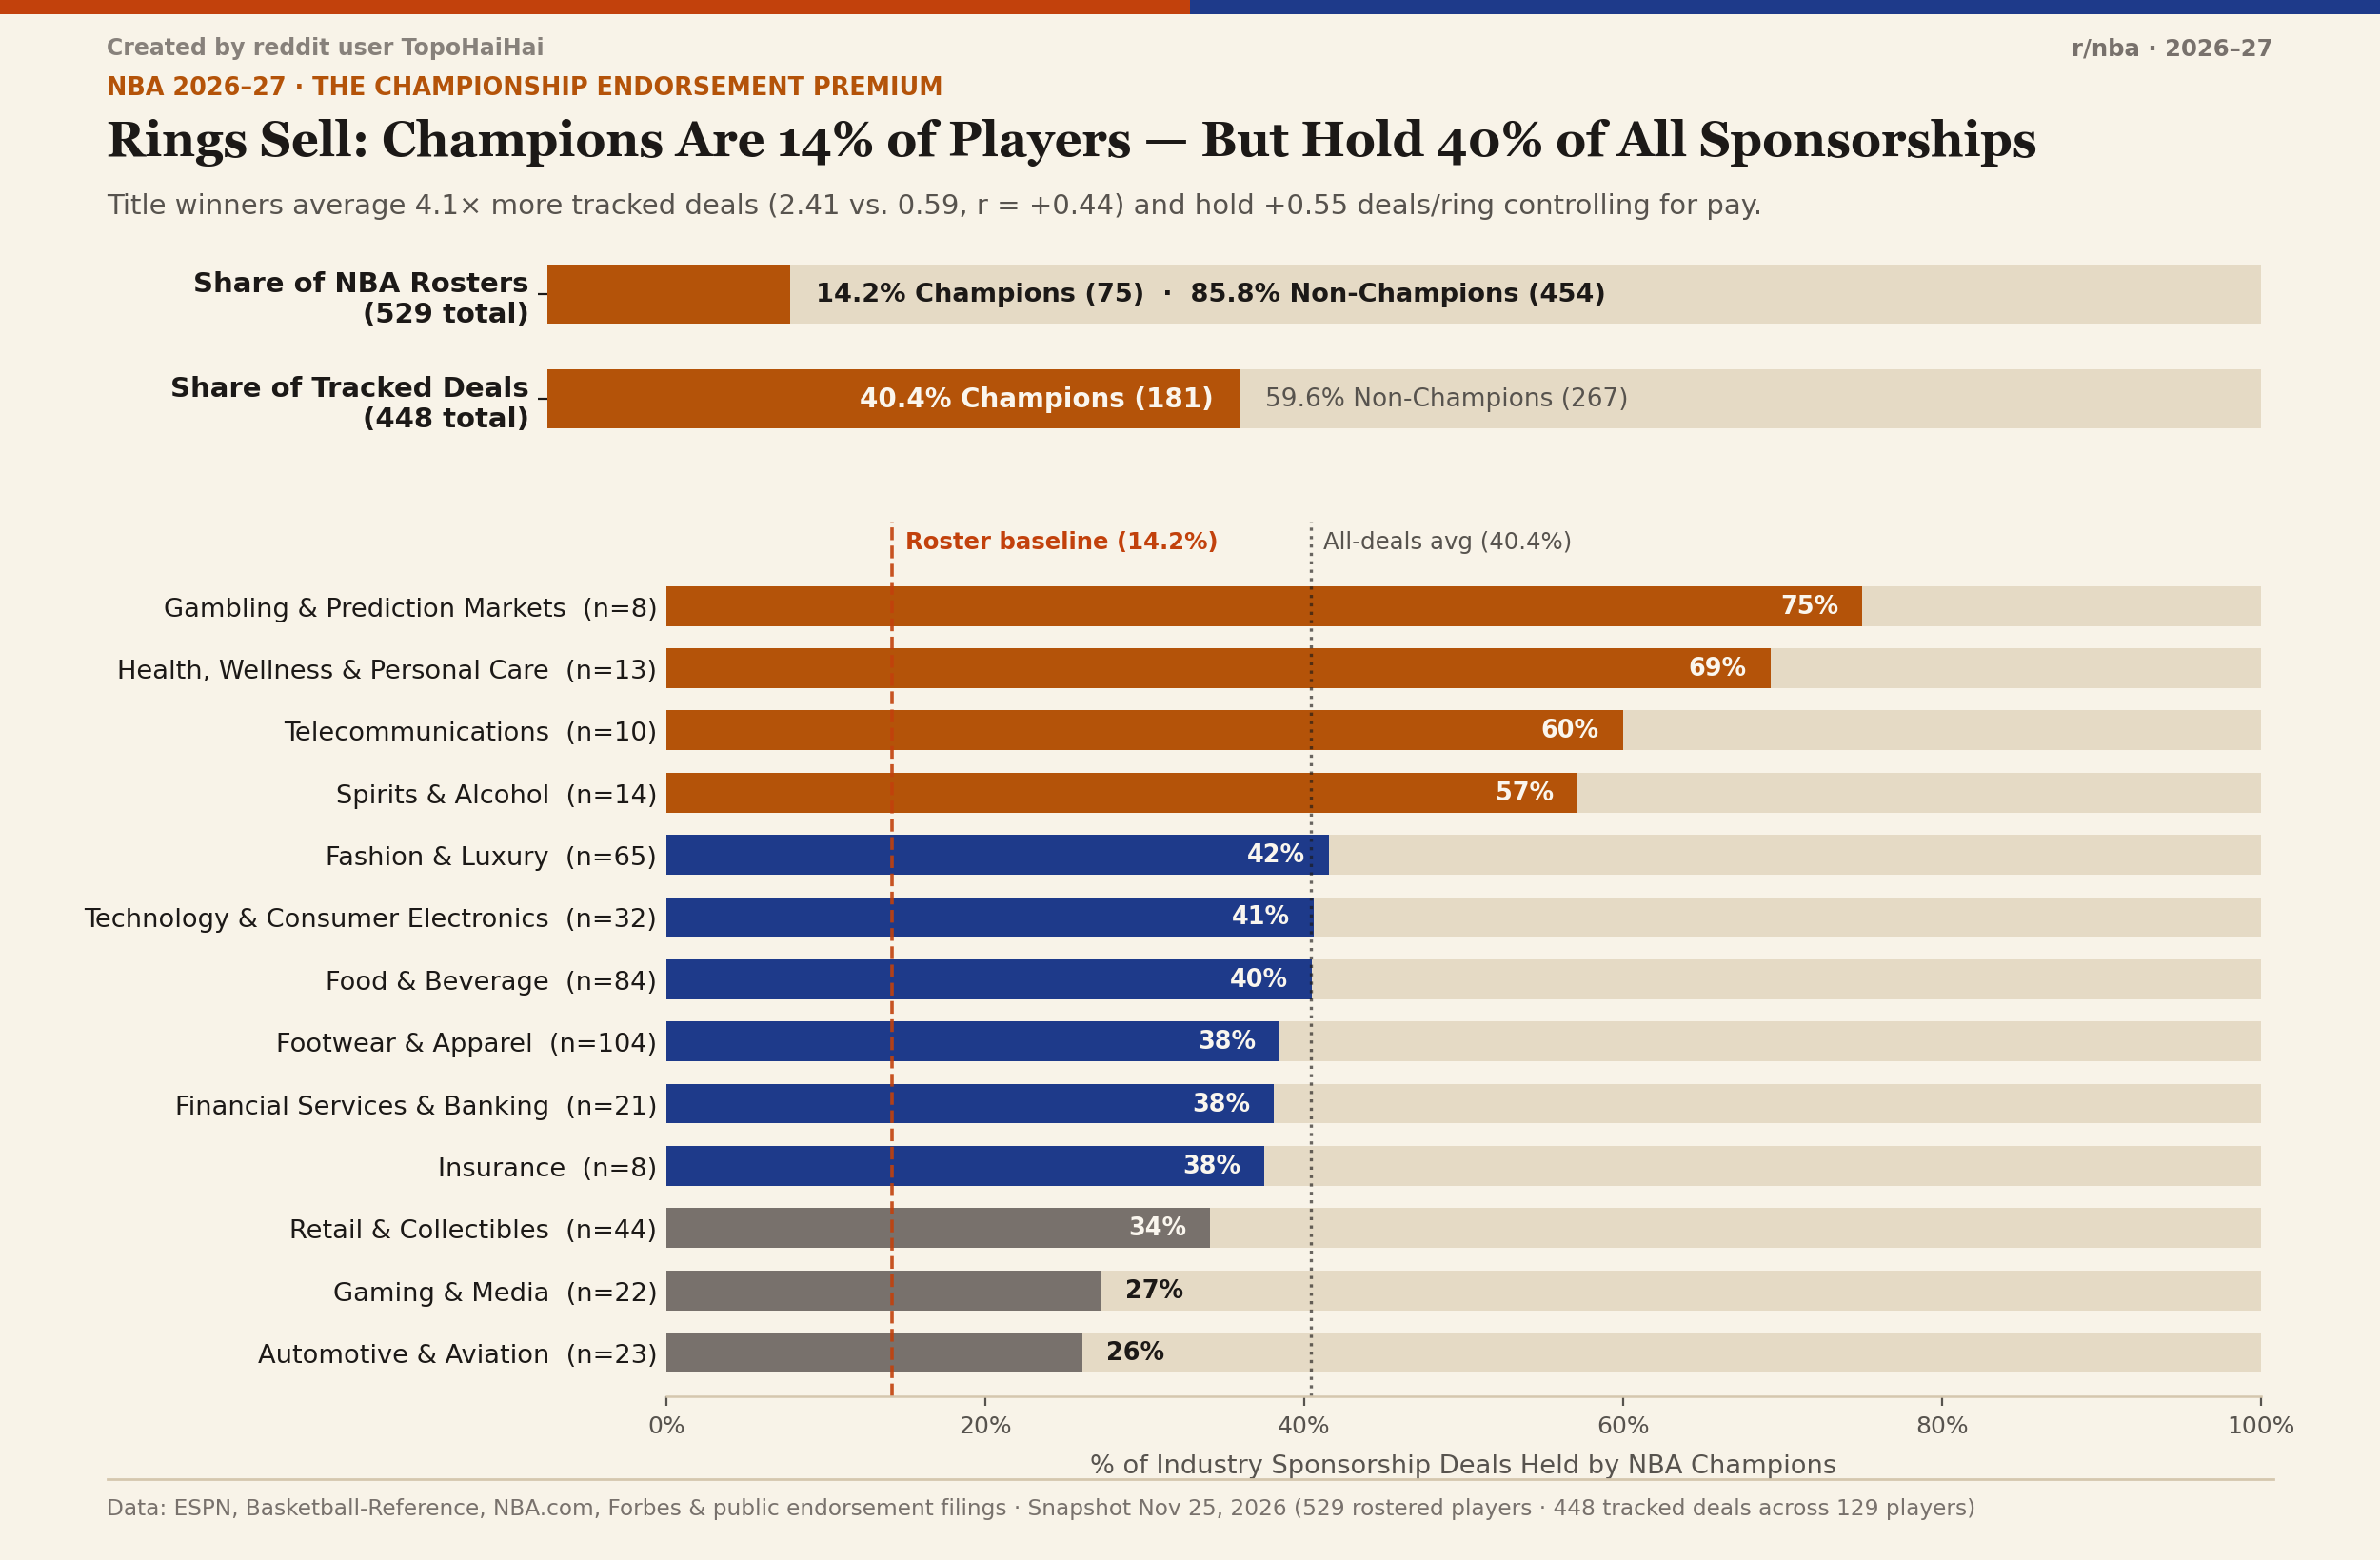 Created by reddit user TopoHaiHai
r/nba · 2026–27
NBA 2026–27 · THE CHAMPIONSHIP ENDORSEMENT PREMIUM
Rings Sell: Champions Are 14% of Players — But Hold 40% of All Sponsorships
Title winners average 4.1× more tracked deals (2.41 vs. 0.59, r = +0.44) and hold +0.55 deals/ring controlling for pay.
Share of NBA Rosters
(529 total)
14.2% Champions (75)  ·  85.8% Non-Champions (454)
Share of Tracked Deals
(448 total)
40.4% Champions (181)
59.6% Non-Champions (267)
Roster baseline (14.2%)
All-deals avg (40.4%)
Gambling & Prediction Markets (n=8)
75%
Health, Wellness & Personal Care (n=13)
69%
Telecommunications (n=10)
60%
Spirits & Alcohol (n=14)
57%
Fashion & Luxury (n=65)
42%
Technology & Consumer Electronics (n=32)
41%
Food & Beverage (n=84)
40%
Footwear & Apparel (n=104)
38%
Financial Services & Banking (n=21)
38%
Insurance (n=8)
38%
Retail & Collectibles (n=44)
34%
Gaming & Media (n=22)
27%
Automotive & Aviation (n=23)
26%
0% 20% 40% 60% 80% 100%
% of Industry Sponsorship Deals Held by NBA Champions
Data: ESPN, Basketball-Reference, NBA.com, Forbes & public endorsement filings · Snapshot Nov 25, 2026 (529 rostered players · 448 tracked deals across 129 players)